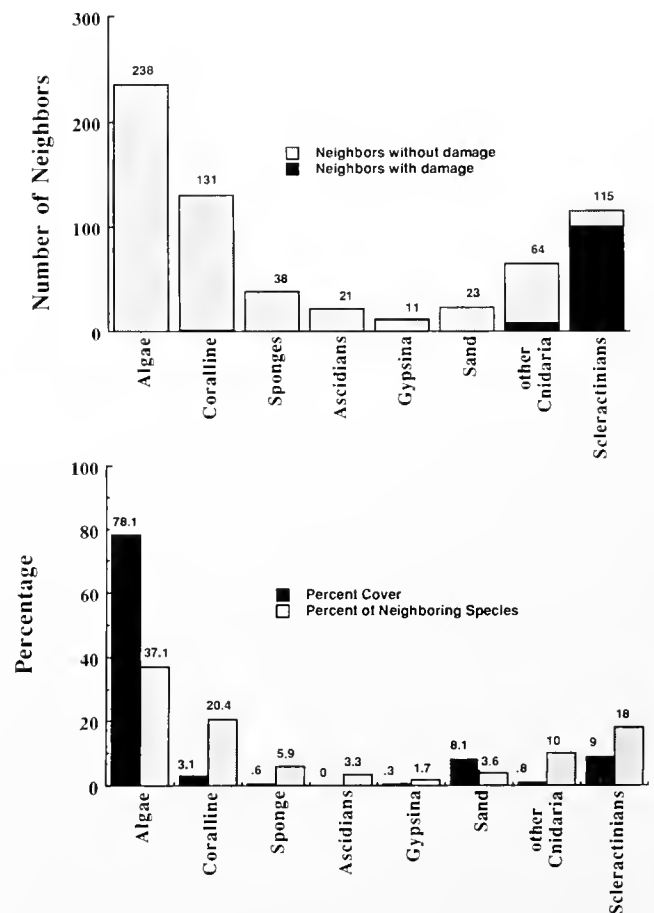 Number of Neighbors
300
200
100
0
238
131
38
21
11
23
64
115
Neighbors without damage
Neighbors with damage
Algae
Coralline
Sponges
Ascidians
Gypsina
Sand
other
Cnidaria
Scleractinians
Percentage
100
80
60
40
20
0
78.1
37.1
3.1
20.4
.6
5.9
0
3.3
.3
1.7
8.1
3.6
.8
10
9
18
Percent Cover
Percent of Neighboring Species
Algae
Coralline
Sponge
Ascidians
Gypsina
Sand
other
Cnidaria
Scleractinians